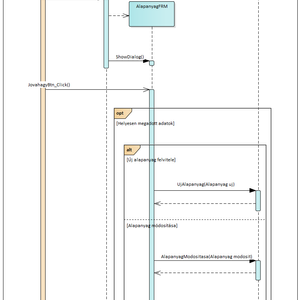 AlapanyagFRM
ShowDialog()
JovahagyBtn_Click()
opt
[Helyesen megadott adatok]
alt
[Új alapanyag felvitele]
UjAlapanyag(Alapanyag uj)
[Alapanyag módosítása]
AlapanyagModositasa(Alapanyag modosit)